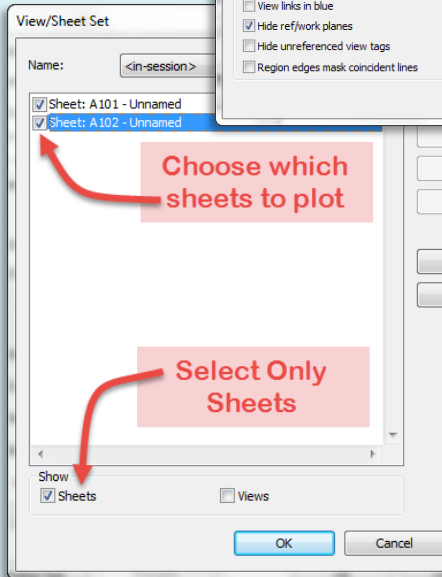 View links in blue
View/Sheet Set
Hide ref/work planes
Hide unreferenced view tags
Name:
<in-session>
Region edges mask coincident lines
Sheet: A101 - Unnamed
Sheet: A102 - Unnamed
Choose which
sheets to plot
Select Only
Sheets
Show
Sheets
Views
OK
Cancel